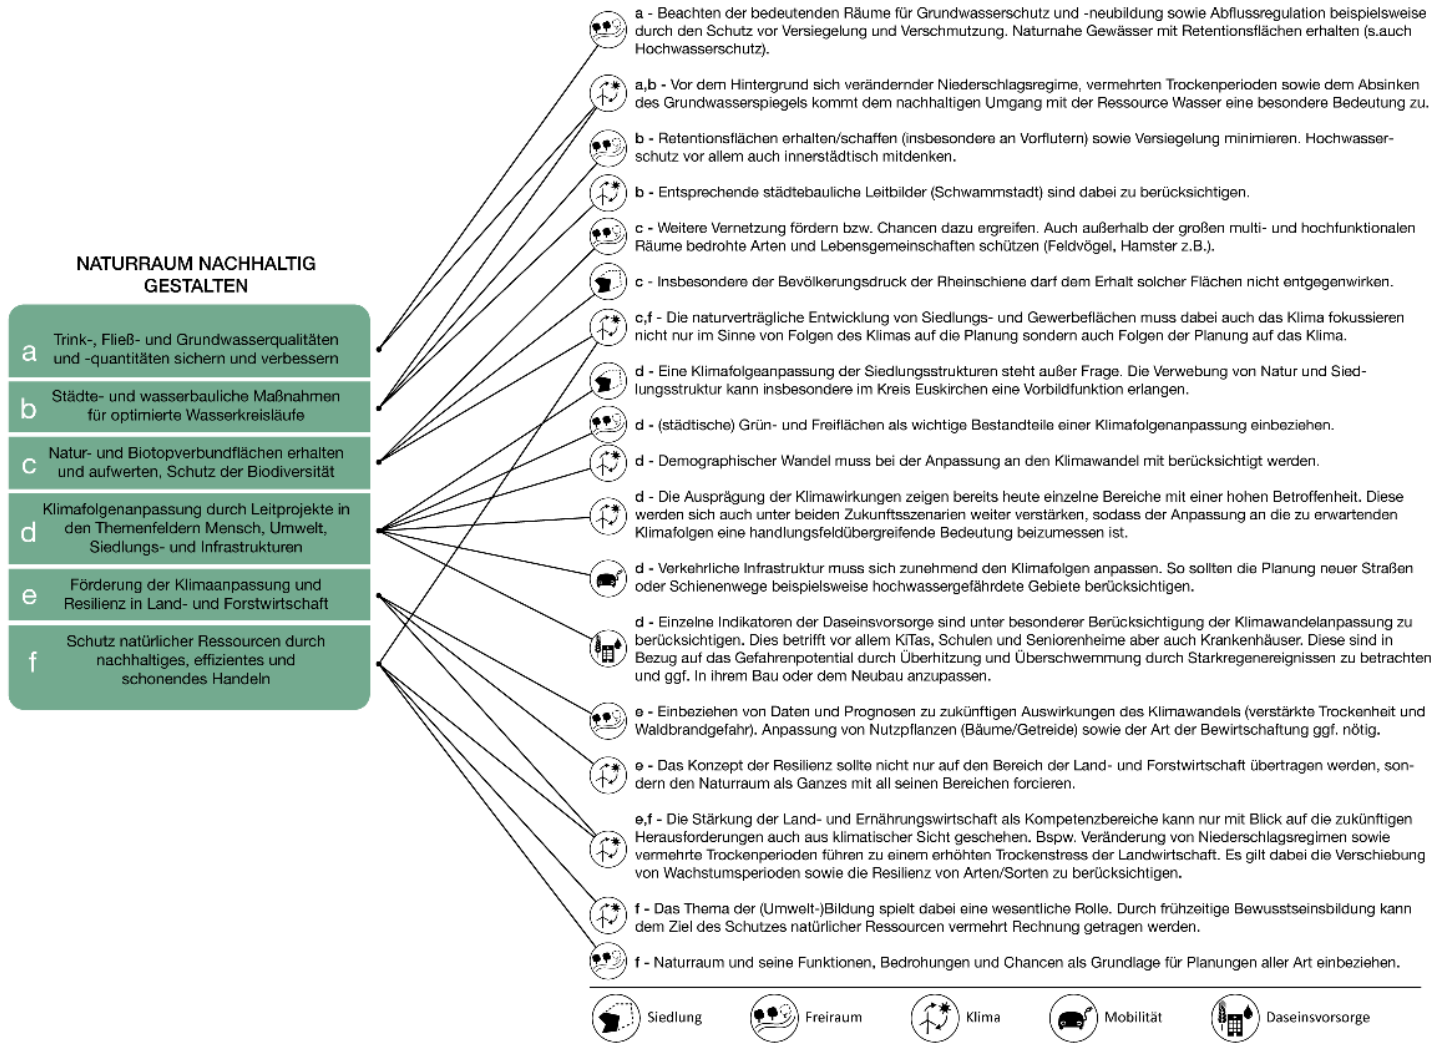 NATURRAUM NACHHALTIG
GESTALTEN
a
Trink-, Fließ- und Grundwasserqualitäten
und -quantitäten sichern und verbessern
b
Städte- und wasserbauliche Maßnahmen
für optimierte Wasserkreisläufe
c
Natur- und Biotopverbundflächen erhalten
und aufwerten, Schutz der Biodiversität
d
Klimafolgenanpassung durch Leitprojekte in
den Themenfeldern Mensch, Umwelt,
Siedlungs- und Infrastrukturen
e
Förderung der Klimaanpassung und
Resilienz in Land- und Forstwirtschaft
f
Schutz natürlicher Ressourcen durch
nachhaltiges, effizientes und
schonendes Handeln
a - Beachten der bedeutenden Räume für Grundwasserschutz und -neubildung sowie Abflussregulation beispielsweise
durch den Schutz vor Versiegelung und Verschmutzung. Naturnahe Gewässer mit Retentionsflächen erhalten (s.auch
Hochwasserschutz).
a,b - Vor dem Hintergrund sich verändernder Niederschlagsregime, vermehrten Trockenperioden sowie dem Absinken
des Grundwasserspiegels kommt dem nachhaltigen Umgang mit der Ressource Wasser eine besondere Bedeutung zu.
b - Retentionsflächen erhalten/schaffen (insbesondere an Vorflutern) sowie Versiegelung minimieren. Hochwasser-
schutz vor allem auch innerstädtisch mitdenken.
b - Entsprechende städtebauliche Leitbilder (Schwammstadt) sind dabei zu berücksichtigen.
c - Weitere Vernetzung fördern bzw. Chancen dazu ergreifen. Auch außerhalb der großen multi- und hochfunktionalen
Räume bedrohte Arten und Lebensgemeinschaften schützen (Feldvögel, Hamster z.B.).
c - Insbesondere der Bevölkerungsdruck der Rheinschiene darf dem Erhalt solcher Flächen nicht entgegenwirken.
c,f - Die naturverträgliche Entwicklung von Siedlungs- und Gewerbeflächen muss dabei auch das Klima fokussieren
nicht nur im Sinne von Folgen des Klimas auf die Planung sondern auch Folgen der Planung auf das Klima.
d - Eine Klimafolgeanpassung der Siedlungsstrukturen steht außer Frage. Die Verwebung von Natur und Sied-
lungsstruktur kann insbesondere im Kreis Euskirchen eine Vorbildfunktion erlangen.
d - (städtische) Grün- und Freiflächen als wichtige Bestandteile einer Klimafolgenanpassung einbeziehen.
d - Demographischer Wandel muss bei der Anpassung an den Klimawandel mit berücksichtigt werden.
d - Die Ausprägung der Klimawirkungen zeigen bereits heute einzelne Bereiche mit einer hohen Betroffenheit. Diese
werden sich auch unter beiden Zukunftsszenarien weiter verstärken, sodass der Anpassung an die zu erwartenden
Klimafolgen eine handlungsfeldübergreifende Bedeutung beizumessen ist.
d - Verkehrliche Infrastruktur muss sich zunehmend den Klimafolgen anpassen. So sollten die Planung neuer Straßen
oder Schienenwege beispielsweise hochwassergefährdete Gebiete berücksichtigen.
d - Einzelne Indikatoren der Daseinsvorsorge sind unter besonderer Berücksichtigung der Klimawandelanpassung zu
berücksichtigen. Dies betrifft vor allem KiTas, Schulen und Seniorenheime aber auch Krankenhäuser. Diese sind in
Bezug auf das Gefahrenpotential durch Überhitzung und Überschwemmung durch Starkregenereignissen zu betrachten
und ggf. In ihrem Bau oder dem Neubau anzupassen.
e - Einbeziehen von Daten und Prognosen zu zukünftigen Auswirkungen des Klimawandels (verstärkte Trockenheit und
Waldbrandgefahr). Anpassung von Nutzpflanzen (Bäume/Getreide) sowie der Art der Bewirtschaftung ggf. nötig.
e - Das Konzept der Resilienz sollte nicht nur auf den Bereich der Land- und Forstwirtschaft übertragen werden, son-
dern den Naturraum als Ganzes mit all seinen Bereichen forcieren.
e,f - Die Stärkung der Land- und Ernährungswirtschaft als Kompetenzbereiche kann nur mit Blick auf die zukünftigen
Herausforderungen auch aus klimatischer Sicht geschehen. Bspw. Veränderung von Niederschlagsregimen sowie
vermehrte Trockenperioden führen zu einem erhöhten Trockenstress der Landwirtschaft. Es gilt dabei die Verschiebung
von Wachstumsperioden sowie die Resilienz von Arten/Sorten zu berücksichtigen.
f - Das Thema der (Umwelt-)Bildung spielt dabei eine wesentliche Rolle. Durch frühzeitige Bewusstseinsbildung kann
dem Ziel des Schutzes natürlicher Ressourcen vermehrt Rechnung getragen werden.
f - Naturraum und seine Funktionen, Bedrohungen und Chancen als Grundlage für Planungen aller Art einbeziehen.
Siedlung
Freiraum
Klima
Mobilität
Daseinsvorsorge